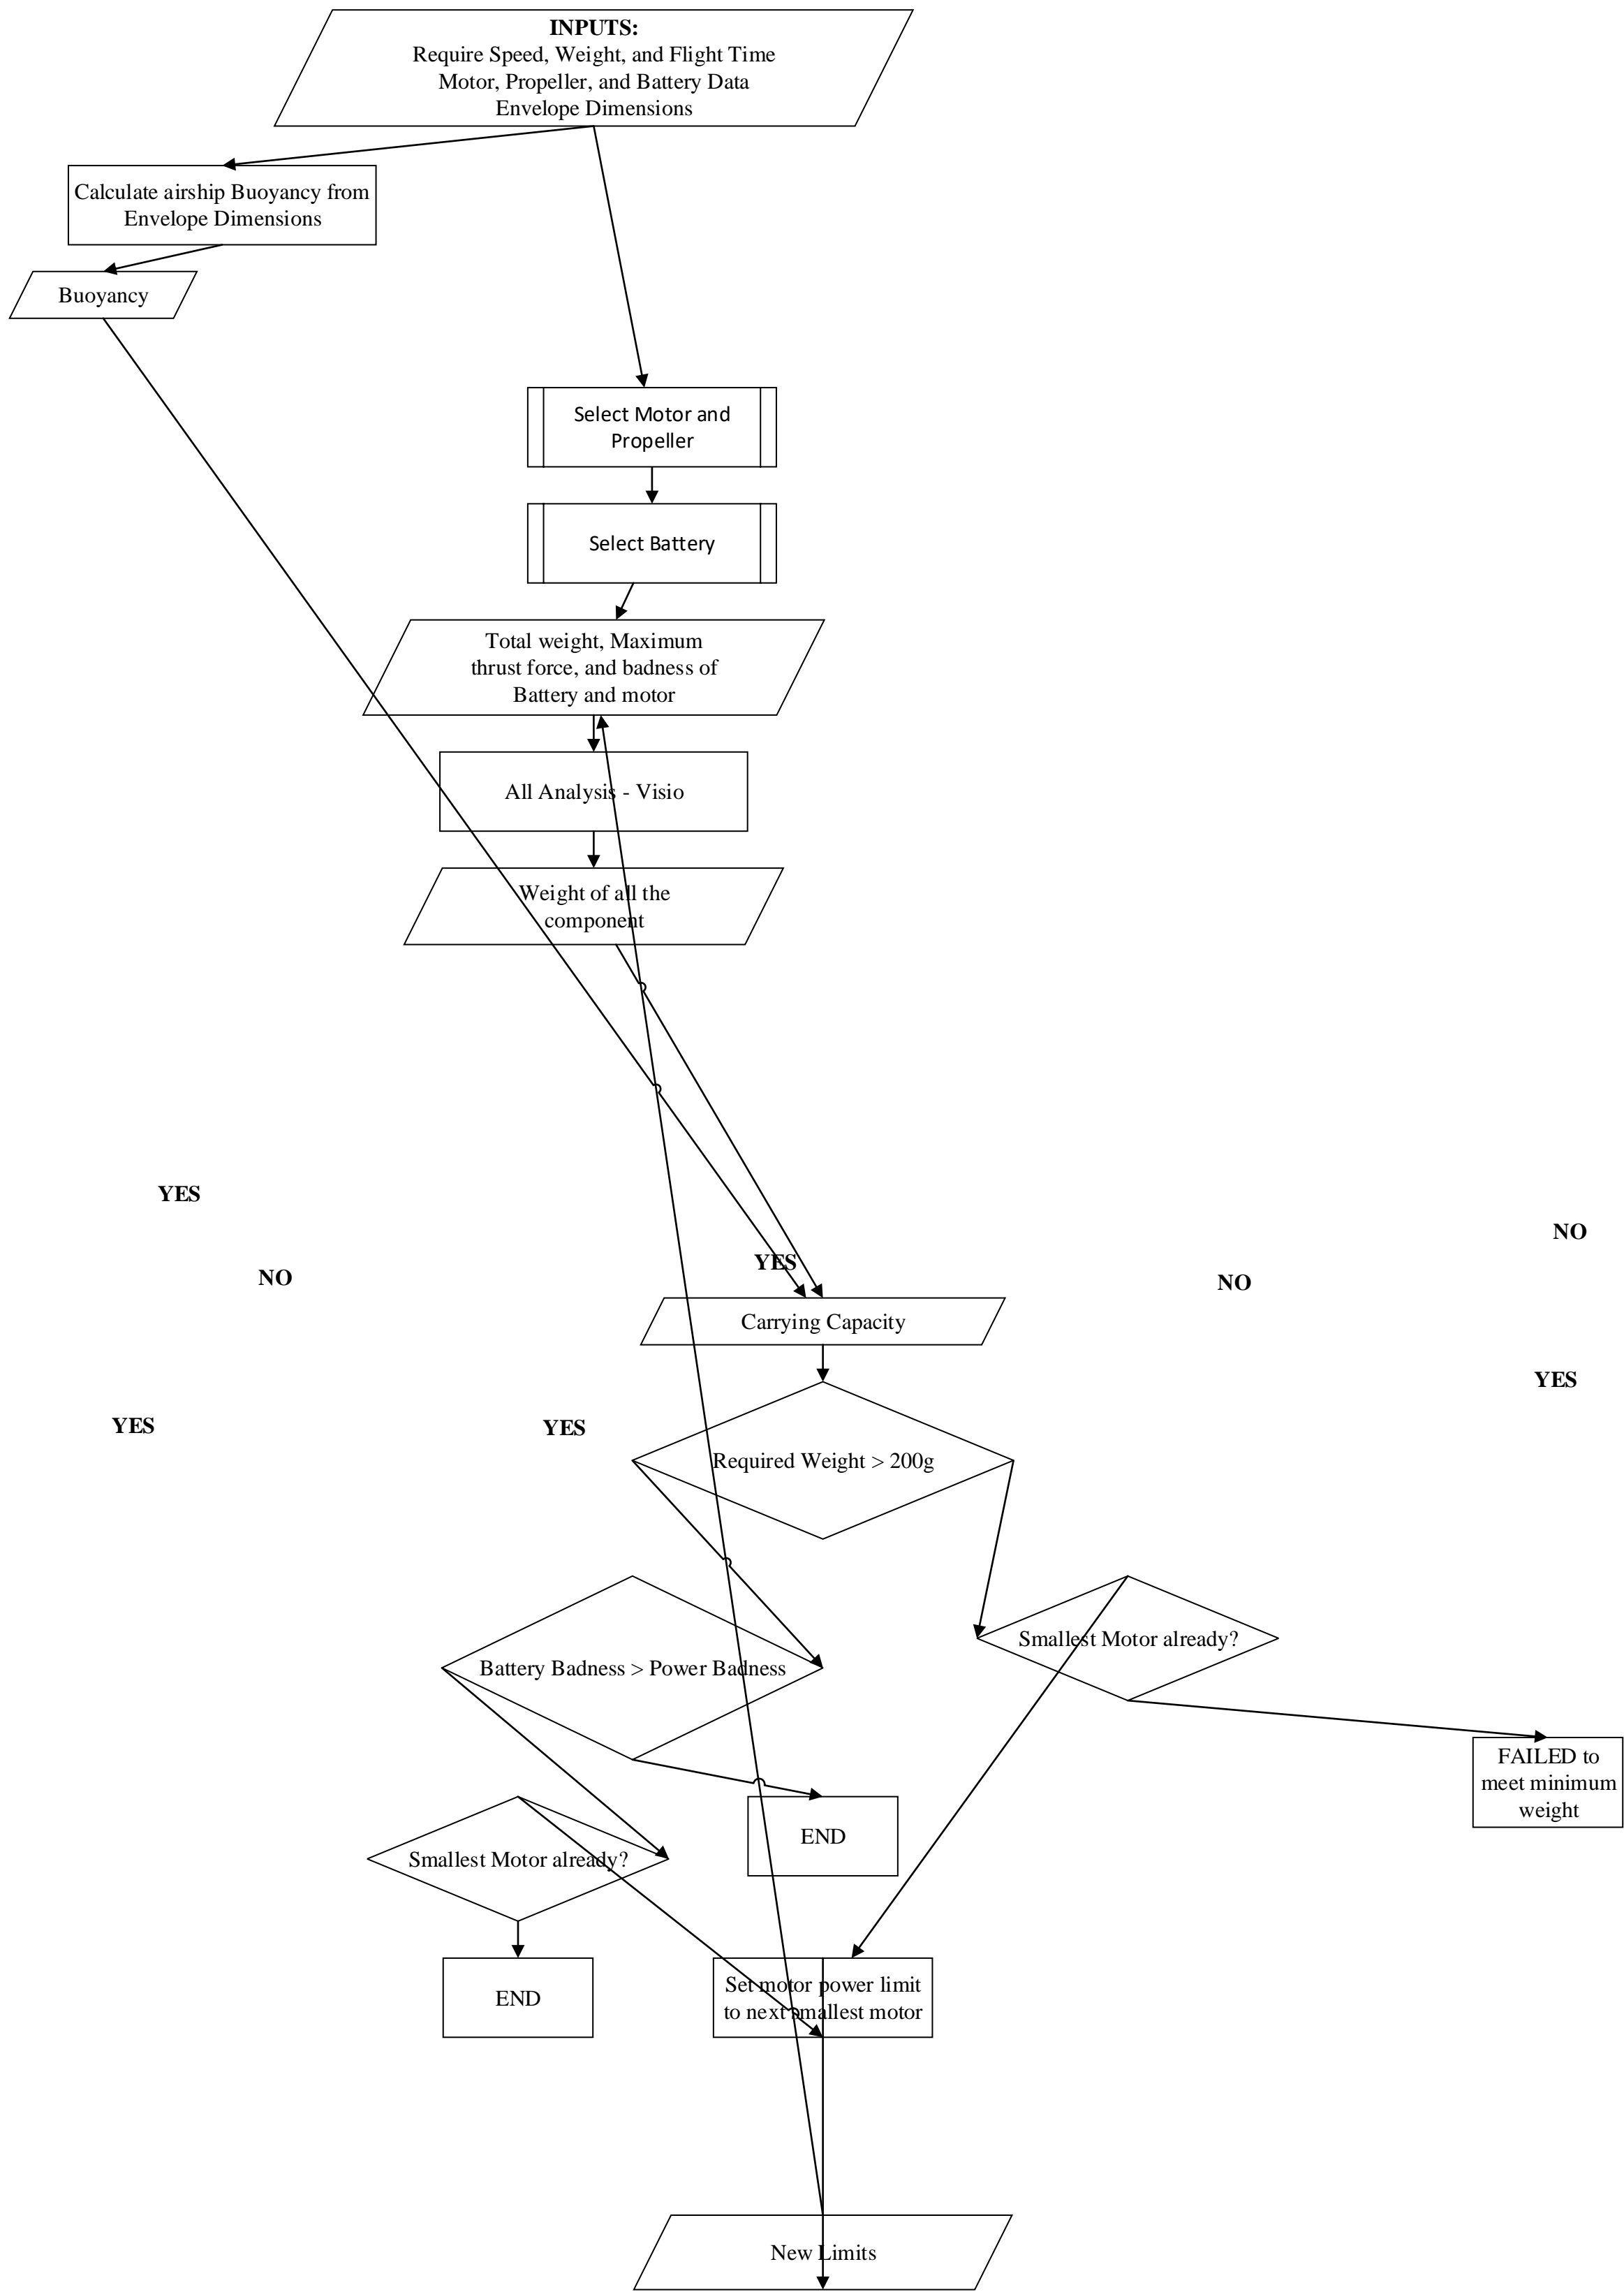 INPUTS:
Require Speed, Weight, and Flight Time
Motor, Propeller, and Battery Data
Envelope Dimensions
Calculate airship Buoyancy from
Envelope Dimensions
Buoyancy
Select Motor and
Propeller
Select Battery
Total weight, Maximum
thrust force, and badness of
Battery and motor
All Analysis - Visio
Weight of all the
component
YES
NO
YES
NO
NO
Carrying Capacity
YES
YES
YES
Required Weight > 200g
Smallest Motor already?
Battery Badness > Power Badness
FAILED to
meet minimum
weight
END
Smallest Motor already?
END
Set motor power limit
to next smallest motor
New Limits